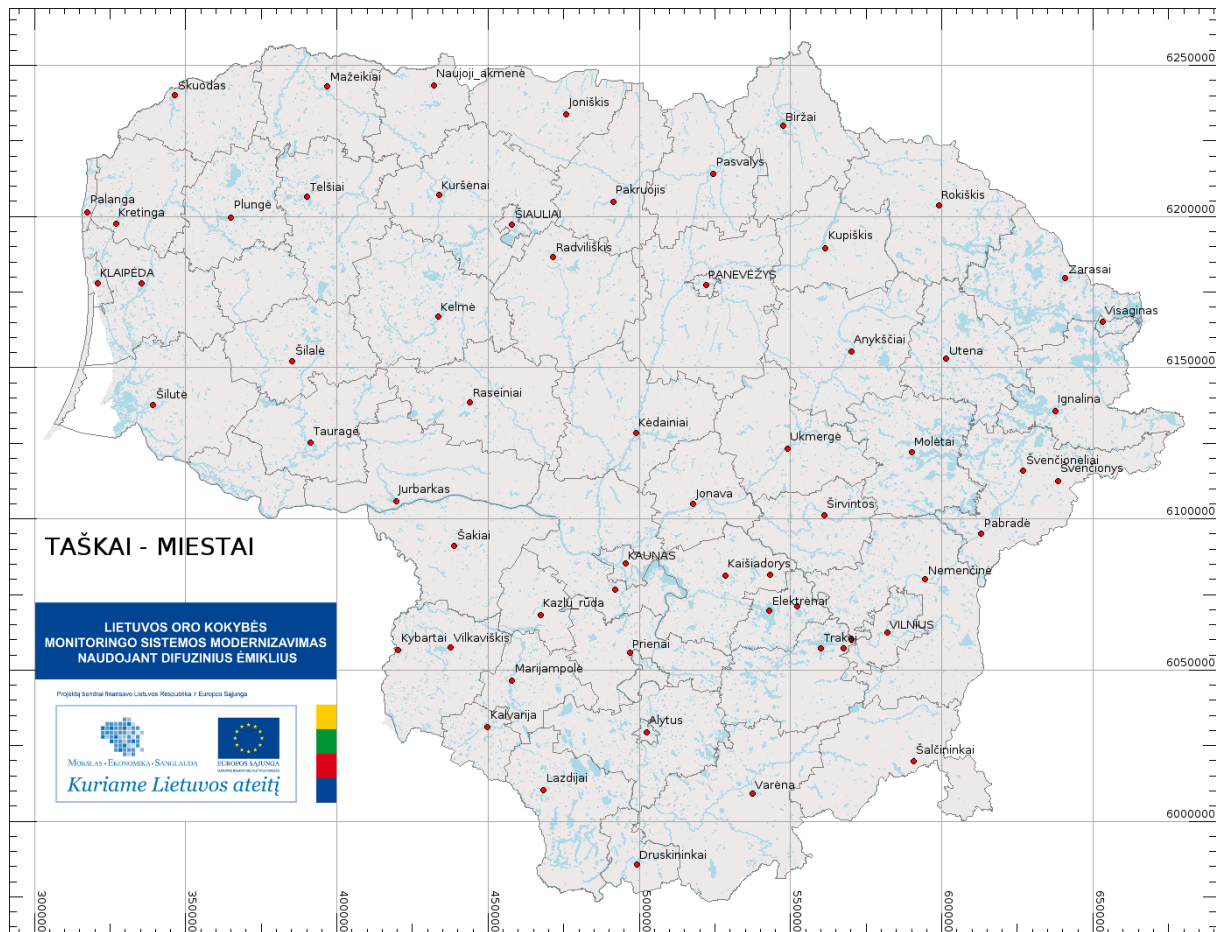 6250000
Mažeikiai
Naujoji_akmenė
Skuodas
Joniškis
Biržai
Pasvalys
Telšiai
Kuršėnai
Pakruojis
Rokiškis
Palanga
Plungė
Kretinga
ŠIAULIAI
6200000
Kupiškis
Radviliškis
KLAIPĖDA
PANEVĖŽYS
Zarasai
Kelmė
Visaginas
Anykščiai
Šilalė
Utena
6150000
Šilutė
Raseiniai
Ignalina
Tauragė
Kėdainiai
Ukmergė
Molėtai
Švenčionėliai
Švenčionys
Jurbarkas
Jonava
Širvintos
6100000
Pabradė
Šakiai
TAŠKAI - MIESTAI
KAUNAS
Kaišiadorys
Nemenčinė
Kazlų_rūda
Elektrėnai
LIETUVOS ORO KOKYBĖS
MONITORINGO SISTEMOS MODERNIZAVIMAS
NAUDOJANT DIFUZINIUS ĖMIKLIUS
Kybartai
Vilkaviškis
Prienai
Trakai
VILNIUS
6050000
Marijampolė
Projektą bendrai finansavo Lietuvos Respublika ir Europos Sąjunga
Kalvarija
Alytus
Šalčininkai
MOKSLAS • EKONOMIKA • SANGLAUDA
EUROPOS SĄJUNGA
Kuriame Lietuvos ateitį
Lazdijai
Varėna
6000000
Druskininkai
300000
350000
400000
450000
500000
550000
600000
650000